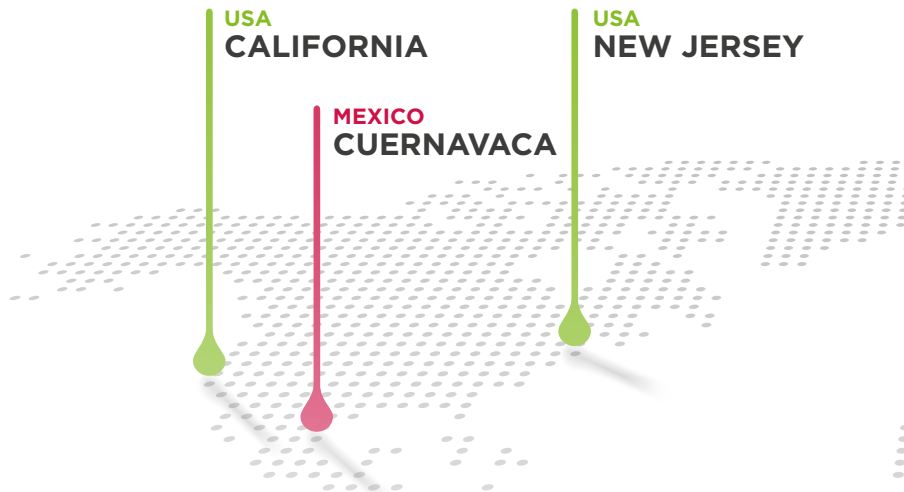 USA
CALIFORNIA
MEXICO
CUERNAVACA
USA
NEW JERSEY